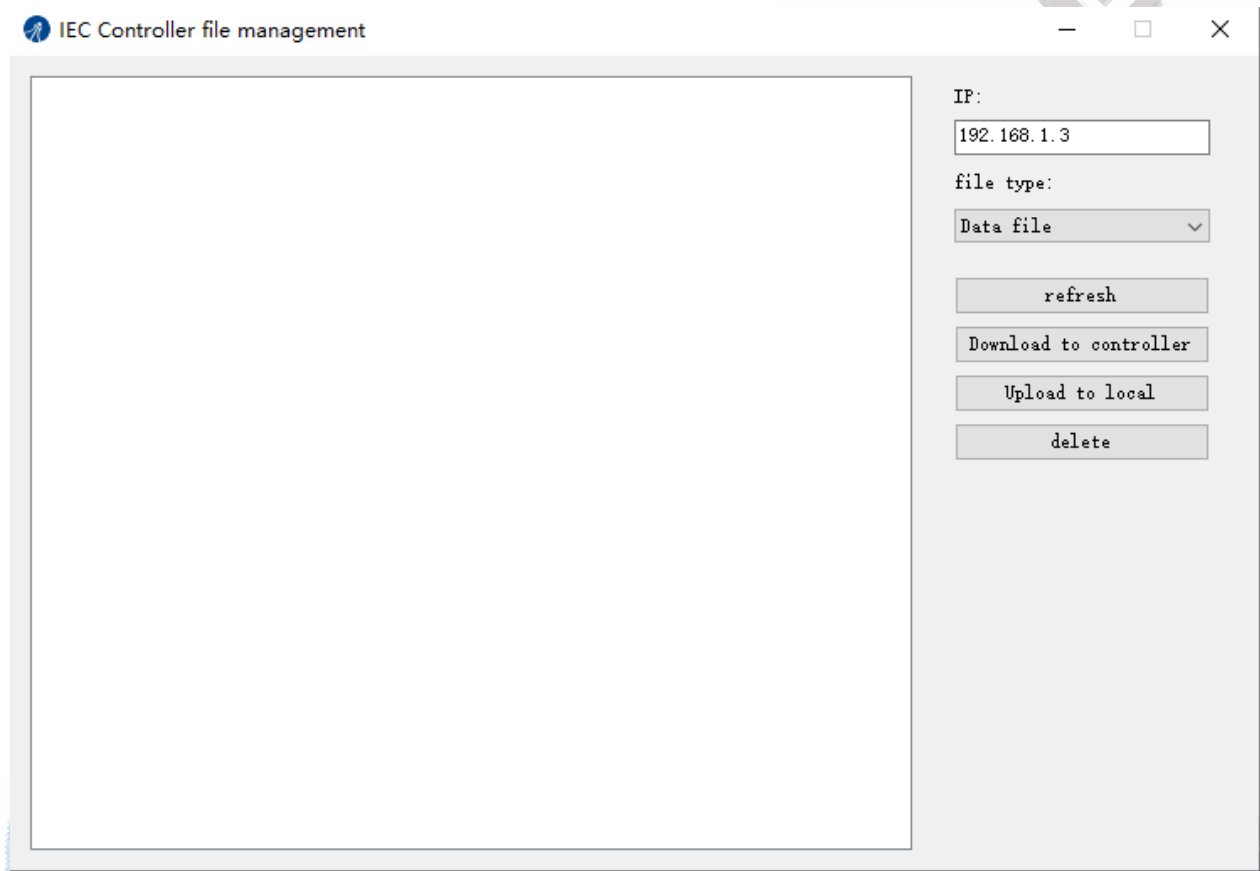 IEC Controller file management
IP:
192.168.1.3
file type:
Data file
refresh
Download to controller
Upload to local
delete